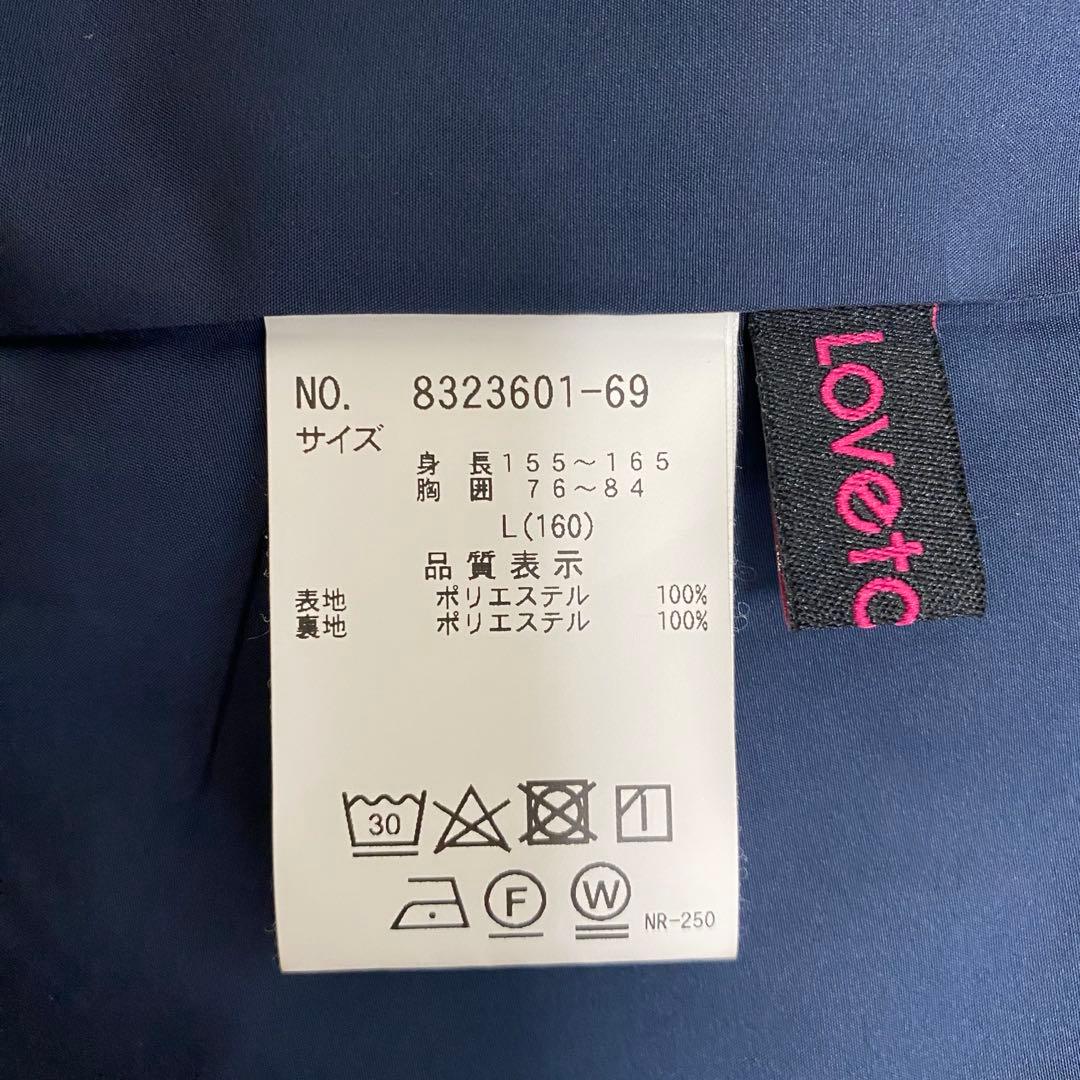 NO. 8323601-69
サイズ
身長155～165
胸囲 76～84
L(160)
品質表示
表地 ポリエステル 100%
裏地 ポリエステル 100%
30
F
W
NR-250
Loveto